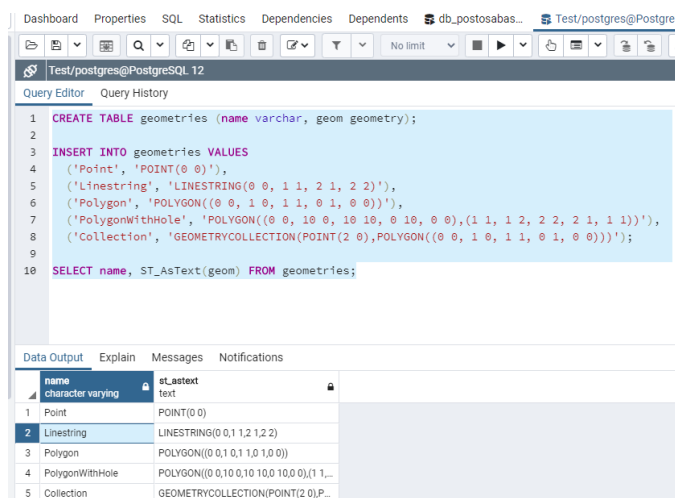 Dashboard Properties SQL Statistics Dependencies Dependents db_postosabas... Test/postgres@Postgre
No limit
Test/postgres@PostgreSQL 12
Query Editor Query History
1 CREATE TABLE geometries (name varchar, geom geometry);
2
3 INSERT INTO geometries VALUES
4 ('Point', 'POINT(0 0)'),
5 ('Linestring', 'LINESTRING(0 0, 1 1, 2 1, 2 2)'),
6 ('Polygon', 'POLYGON((0 0, 1 0, 1 1, 0 1, 0 0))'),
7 ('PolygonWithHole', 'POLYGON((0 0, 10 0, 10 10, 0 10, 0 0),(1 1, 1 2, 2 2, 2 1, 1 1))'),
8 ('Collection', 'GEOMETRYCOLLECTION(POINT(2 0),POLYGON((0 0, 1 0, 1 1, 0 1, 0 0)))');
9
10 SELECT name, ST_AsText(geom) FROM geometries;
Data Output Explain Messages Notifications
name st_astext
character varying text
1 Point POINT(0 0)
2 Linestring LINESTRING(0 0,1 1,2 1,2 2)
3 Polygon POLYGON((0 0,1 0,1 1,0 1,0 0))
4 PolygonWithHole POLYGON((0 0,10 0,10 10,0 10,0 0),(1 1,...
5 Collection GEOMETRYCOLLECTION(POINT(2 0),P...